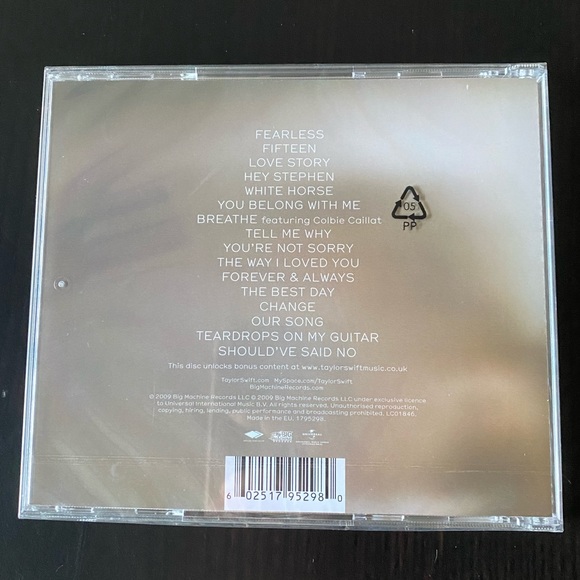 FEARLESS
FIFTEEN
LOVE STORY
HEY STEPHEN
WHITE HORSE
YOU BELONG WITH ME
BREATHE featuring Colbie Caillat
05
PP
TELL ME WHY
YOU'RE NOT SORRY
THE WAY I LOVED YOU
FOREVER & ALWAYS
THE BEST DAY
CHANGE
OUR SONG
TEARDROPS ON MY GUITAR
SHOULD'VE SAID NO
This disc unlocks bonus content at www.taylorswiftmusic.co.uk
TaylorSwift.com MySpace.com/TaylorSwift
BigMachineRecords.com
℗ 2009 Big Machine Records LLC © 2009 Big Machine Records LLC under exclusive licence
to Universal International Music B.V. All rights reserved. Unauthorised reproduction,
copying, hiring, lending, public performance and broadcasting prohibited. LC01846.
Made in the EU. 1795298.
6 02517 95298 0